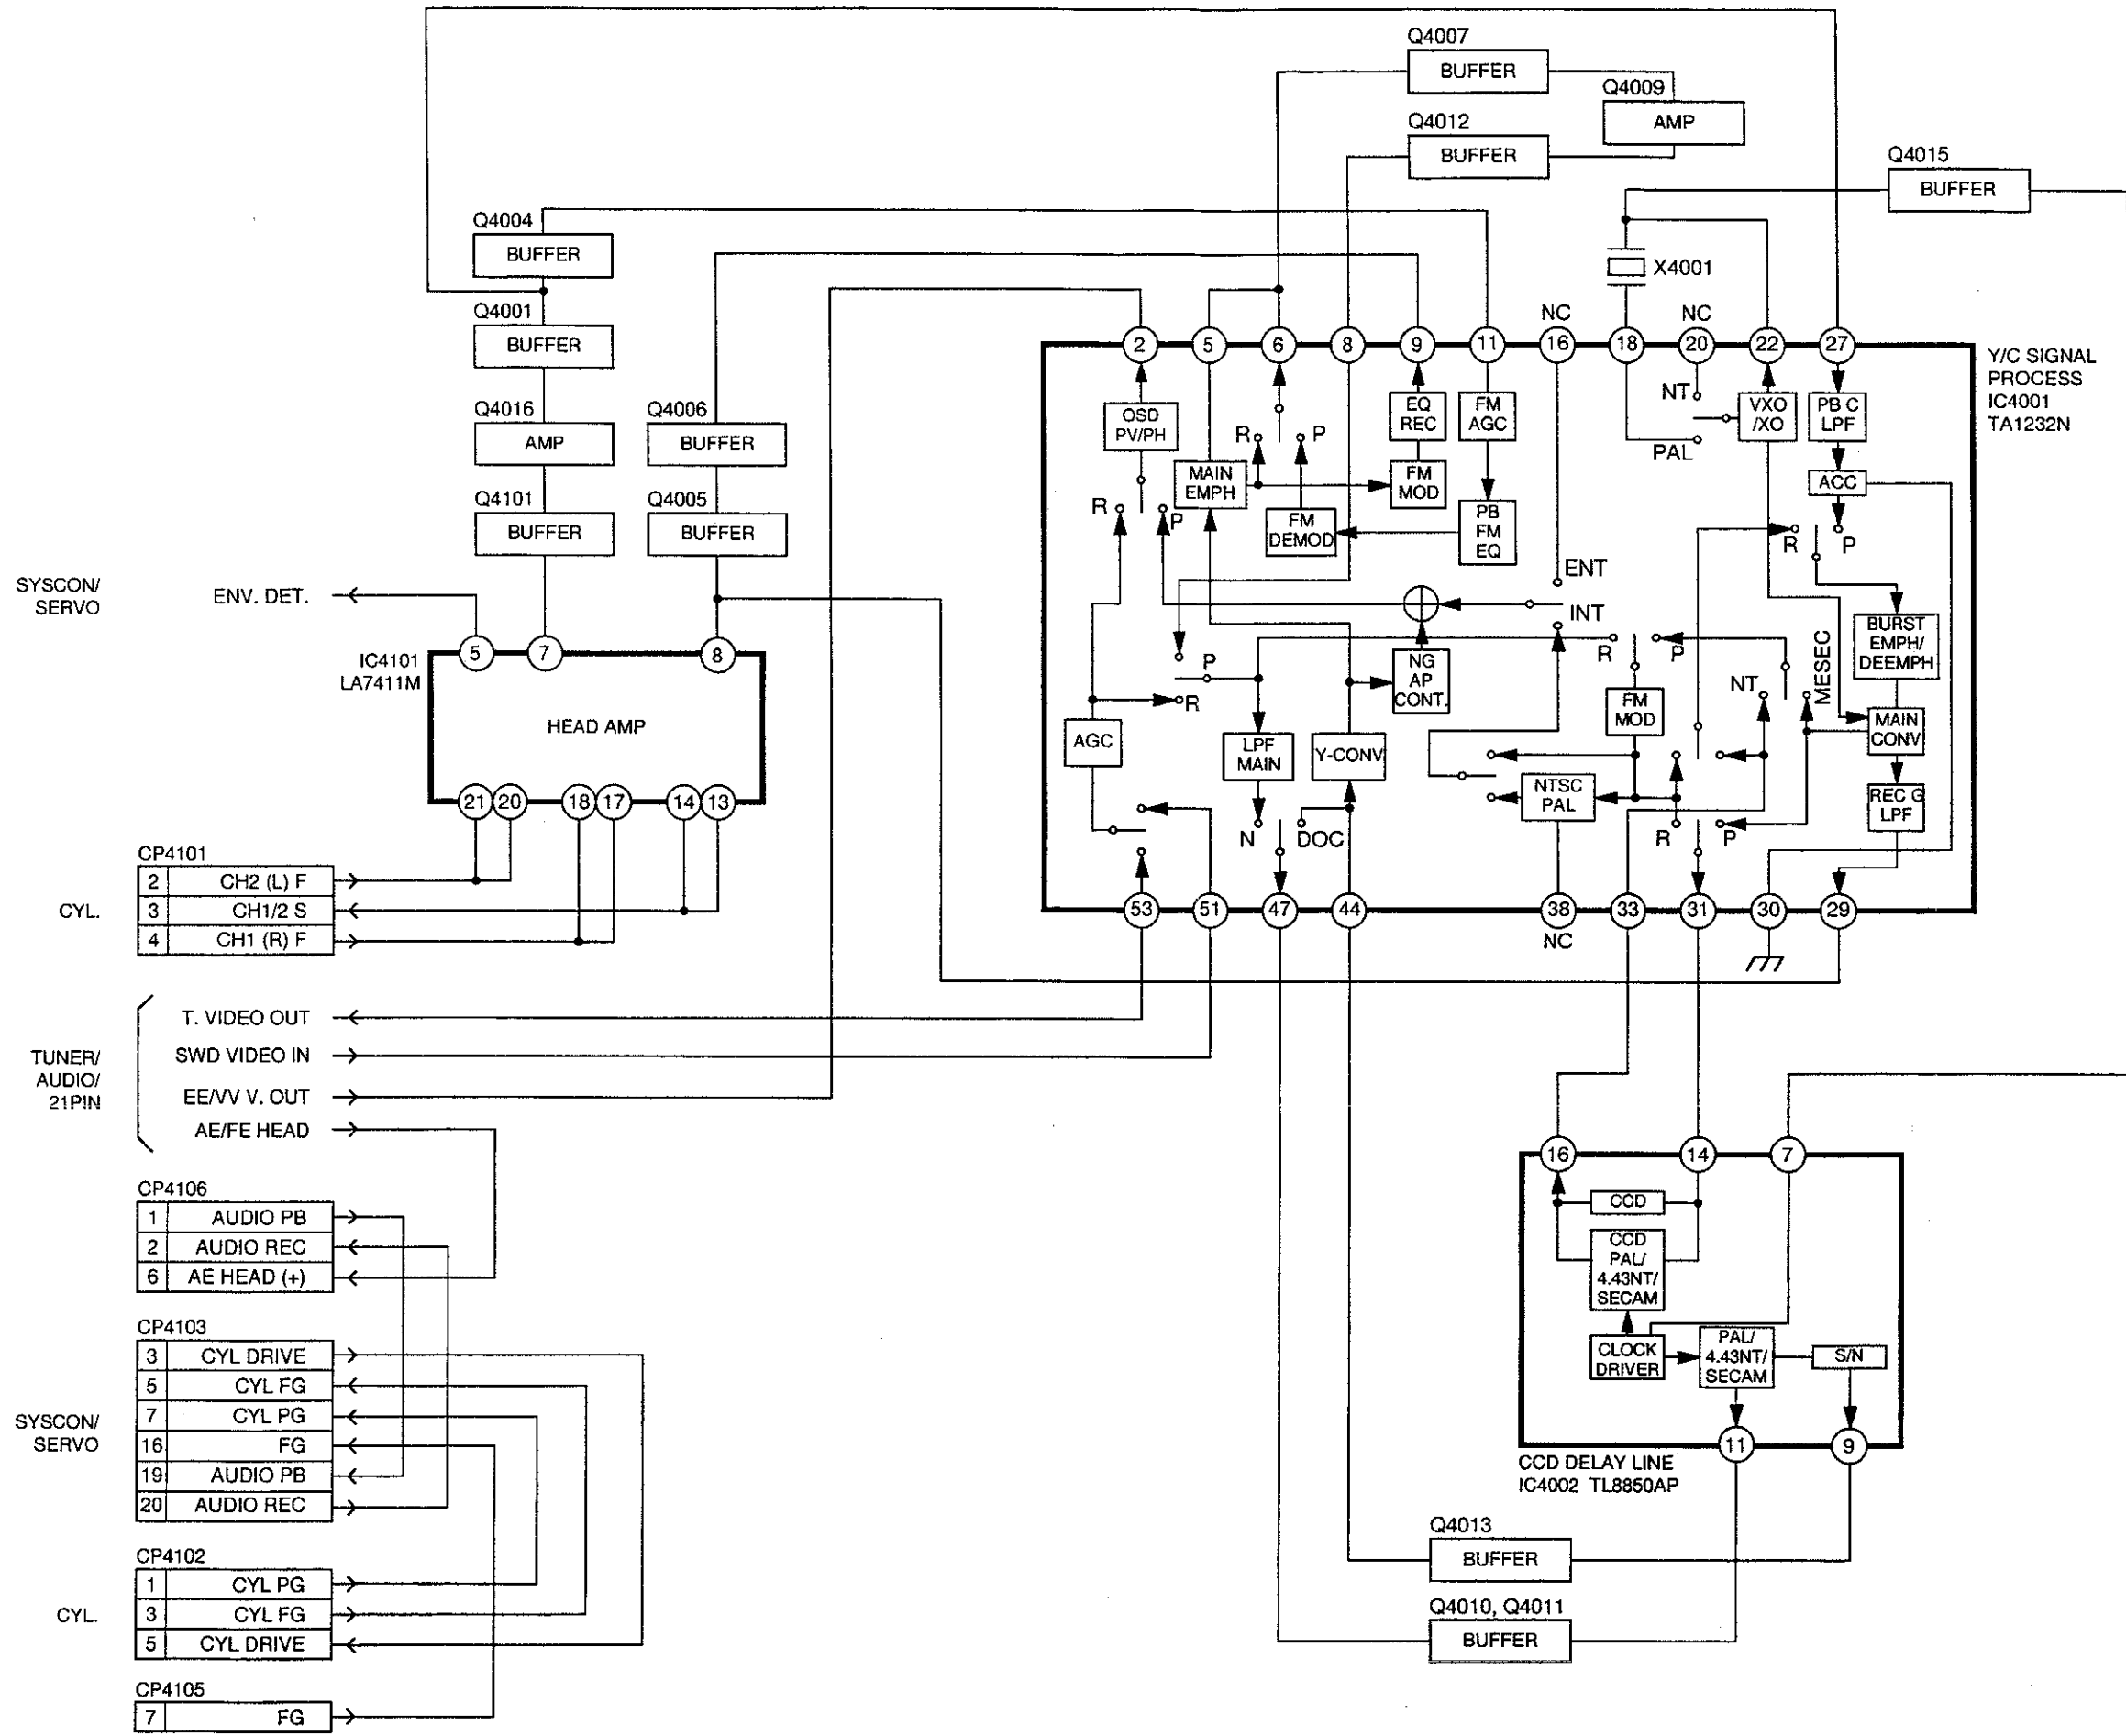 Q4007
BUFFER
Q4009
AMP
Q4012
BUFFER
Q4015
BUFFER
Q4004
BUFFER
X4001
Q4001
BUFFER
NC
NC
2
5
6
8
9
11
16
18
20
22
27
Y/C SIGNAL
PROCESS
IC4001
TA1232N
Q4016
AMP
Q4006
BUFFER
Q4101
BUFFER
Q4005
BUFFER
OSD
PV/PH
EQ
REC
FM
AGC
NT
VXO
/XO
PB C
LPF
PAL
R
P
MAIN
EMPH
FM
MOD
ACC
R
P
FM
DEMOD
PB
FM
EQ
R
P
ENT
INT
SYSCON/
SERVO
ENV. DET.
5
7
8
IC4101
LA7411M
HEAD AMP
BURST
EMPH/
DEEMPH
P
R
NG
AP
CONT.
R
P
NT
MESEC
FM
MOD
MAIN
CONV
AGC
LPF
MAIN
Y-CONV
NTSC
PAL
REC G
LPF
N
DOC
R
P
21
20
18
17
14
13
CP4101
2 CH2 (L) F
3 CH1/2 S
4 CH1 (R) F
CYL.
53
51
47
44
38
33
31
30
29
NC
TUNER/
AUDIO/
21PIN
T. VIDEO OUT
SWD VIDEO IN
EE/VV V. OUT
AE/FE HEAD
CP4106
1 AUDIO PB
2 AUDIO REC
6 AE HEAD (+)
16
14
7
CCD
CCD
PAL/
4.43NT/
SECAM
CLOCK
DRIVER
PAL/
4.43NT/
SECAM
S/N
11
9
CCD DELAY LINE
IC4002 TL8850AP
SYSCON/
SERVO
CP4103
3 CYL DRIVE
5 CYL FG
7 CYL PG
16 FG
19 AUDIO PB
20 AUDIO REC
Q4013
BUFFER
Q4010, Q4011
BUFFER
CYL.
CP4102
1 CYL PG
3 CYL FG
5 CYL DRIVE
CP4105
7 FG